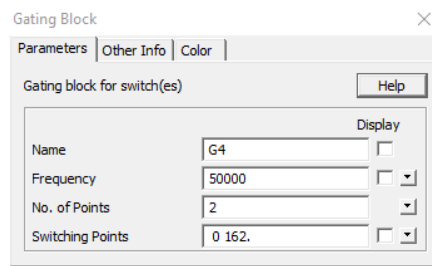 Gating Block
Parameters Other Info Color
Gating block for switch(es) Help
Display
Name G4
Frequency 50000
No. of Points 2
Switching Points 0 162.